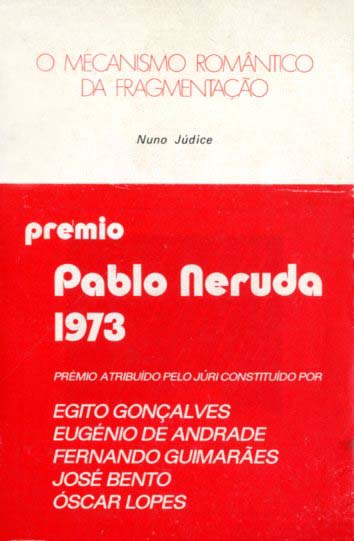 O MECANISMO ROMÂNTICO
DA FRAGMENTAÇÃO
Nuno Júdice
premio
Pablo Neruda
1973
PRÉMIO ATRIBUÍDO PELO JÚRI CONSTITUÍDO POR
EGITO GONÇALVES
EUGÉNIO DE ANDRADE
FERNANDO GUIMARÃES
JOSÉ BENTO
ÓSCAR LOPES